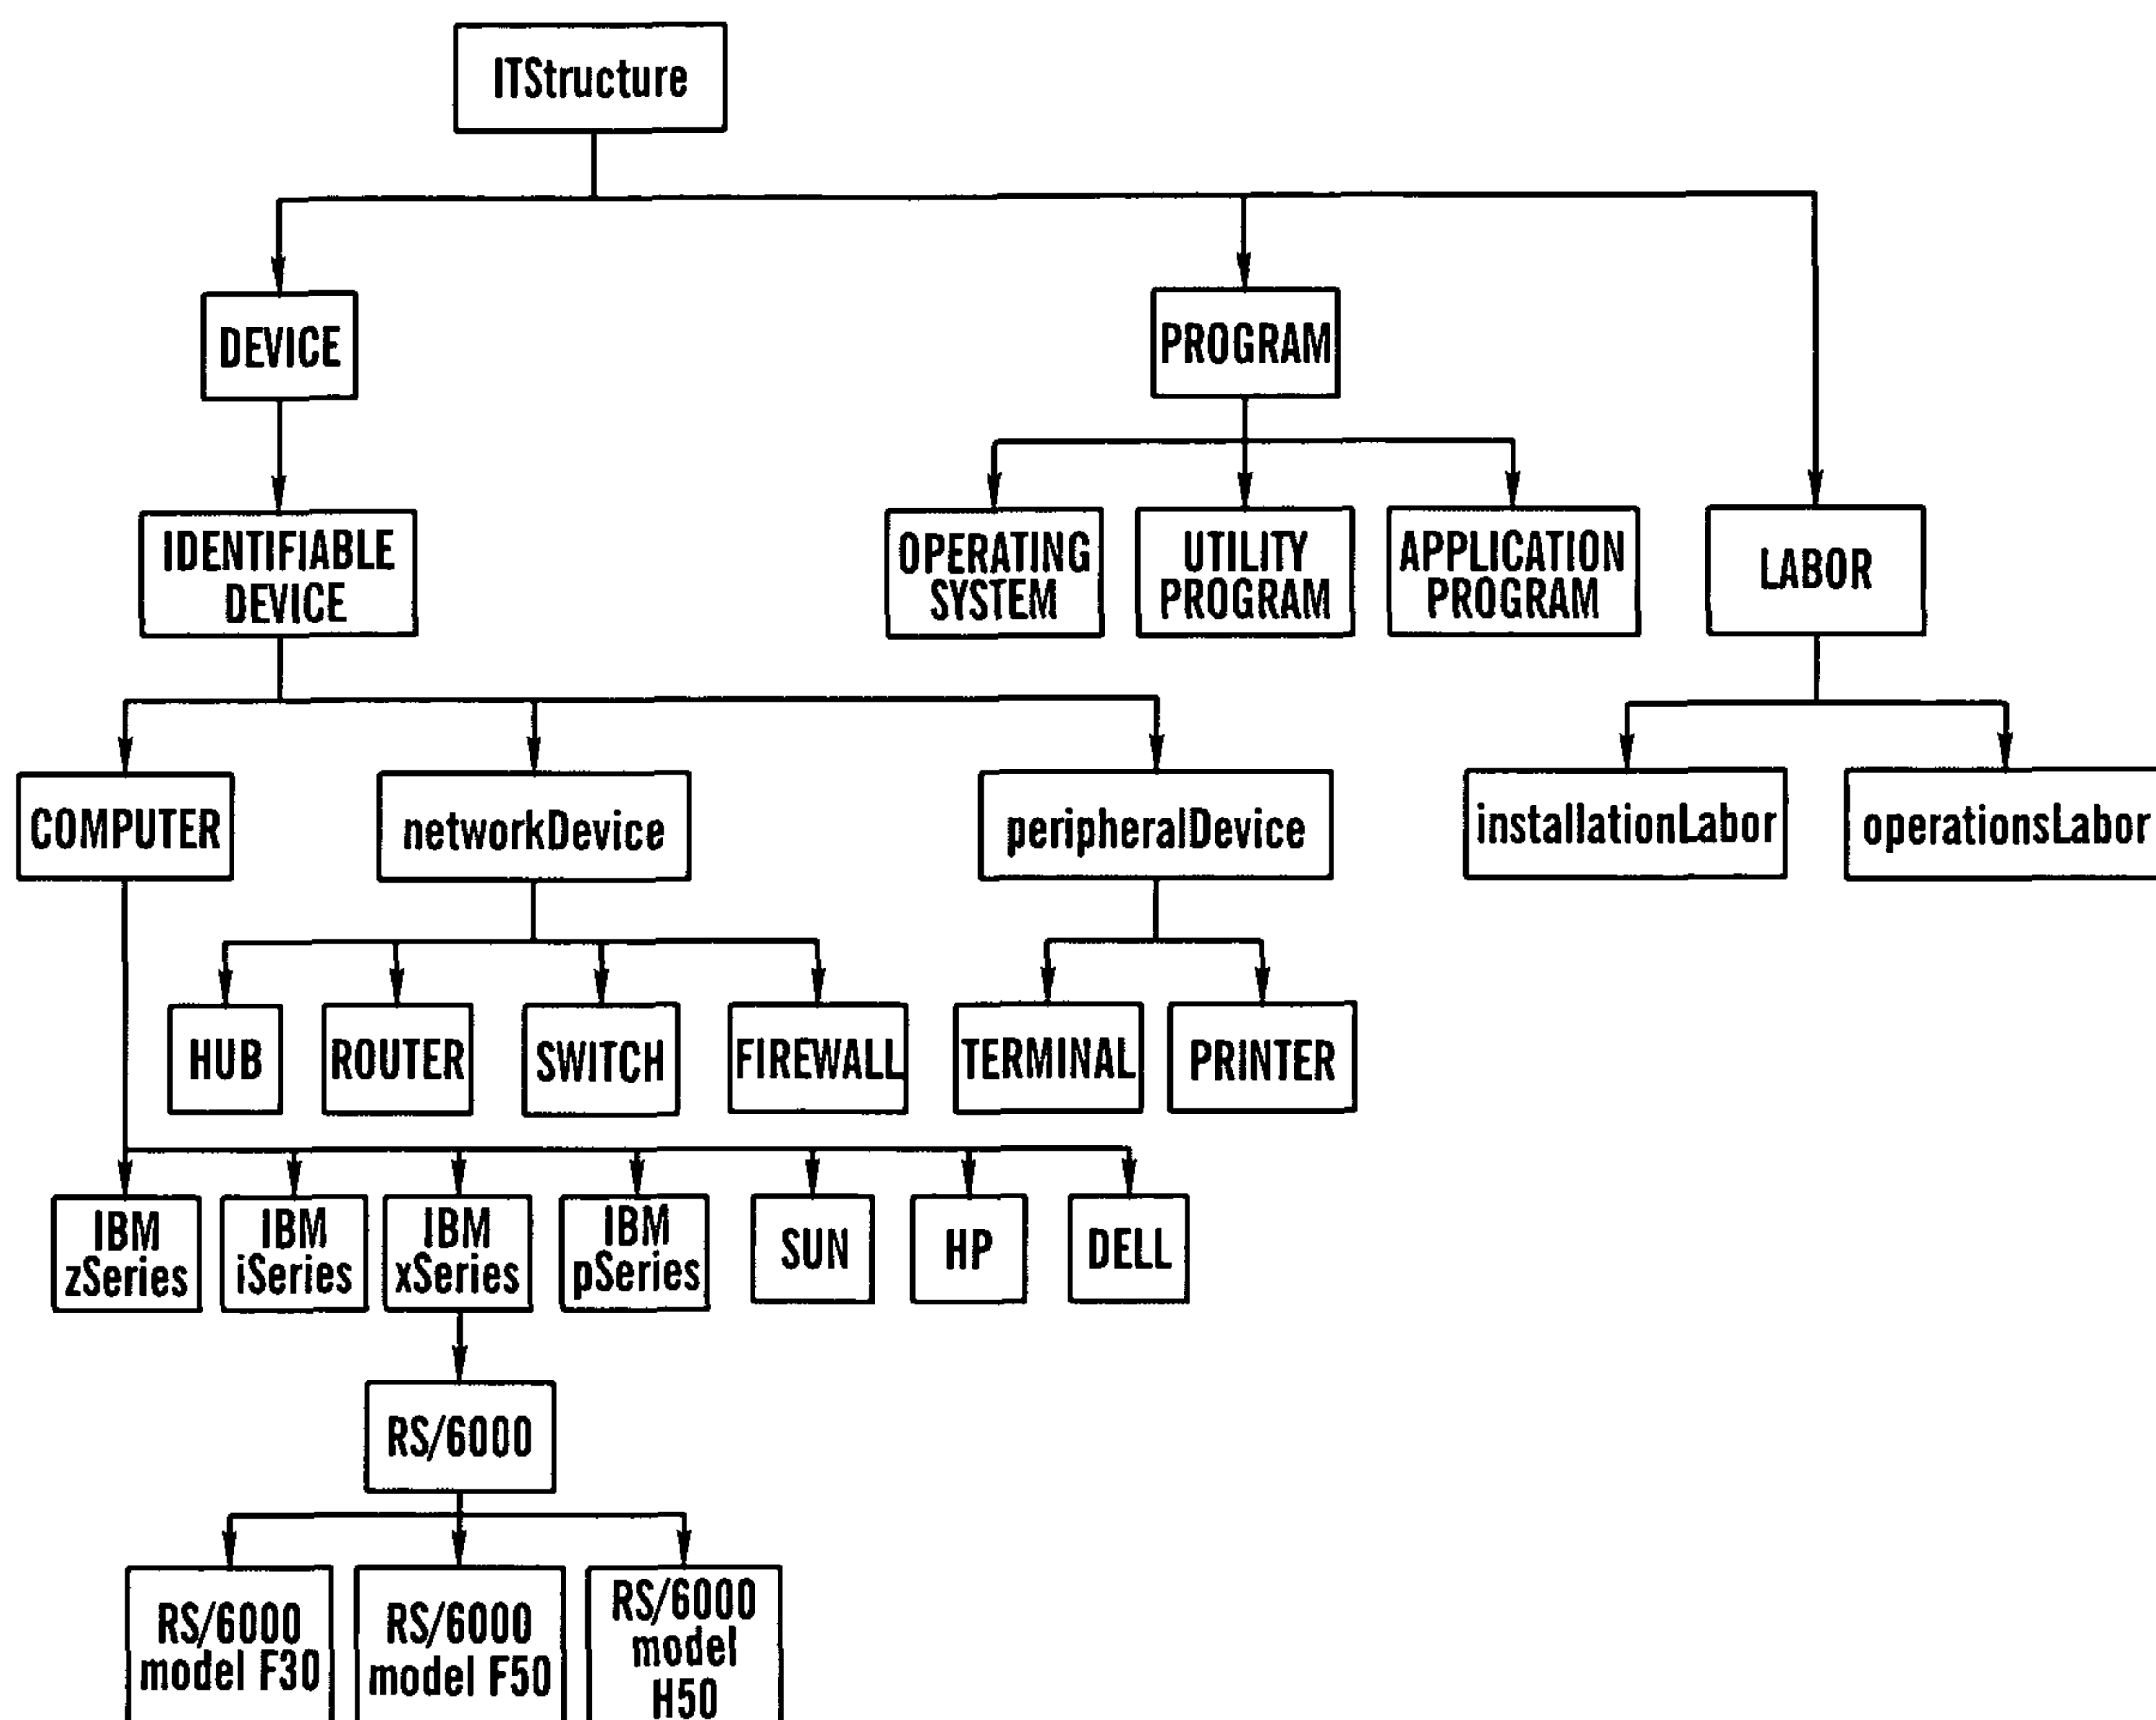 ITStructure
DEVICE
PROGRAM
IDENTIFIABLE
DEVICE
OPERATING
SYSTEM
UTILITY
PROGRAM
APPLICATION
PROGRAM
LABOR
COMPUTER
networkDevice
peripheralDevice
installationLabor
operationsLabor
HUB
ROUTER
SWITCH
FIREWALL
TERMINAL
PRINTER
IBM
zSeries
IBM
iSeries
IBM
xSeries
IBM
pSeries
SUN
HP
DELL
RS/6000
RS/6000
model F30
RS/6000
model F50
RS/6000
model
H50